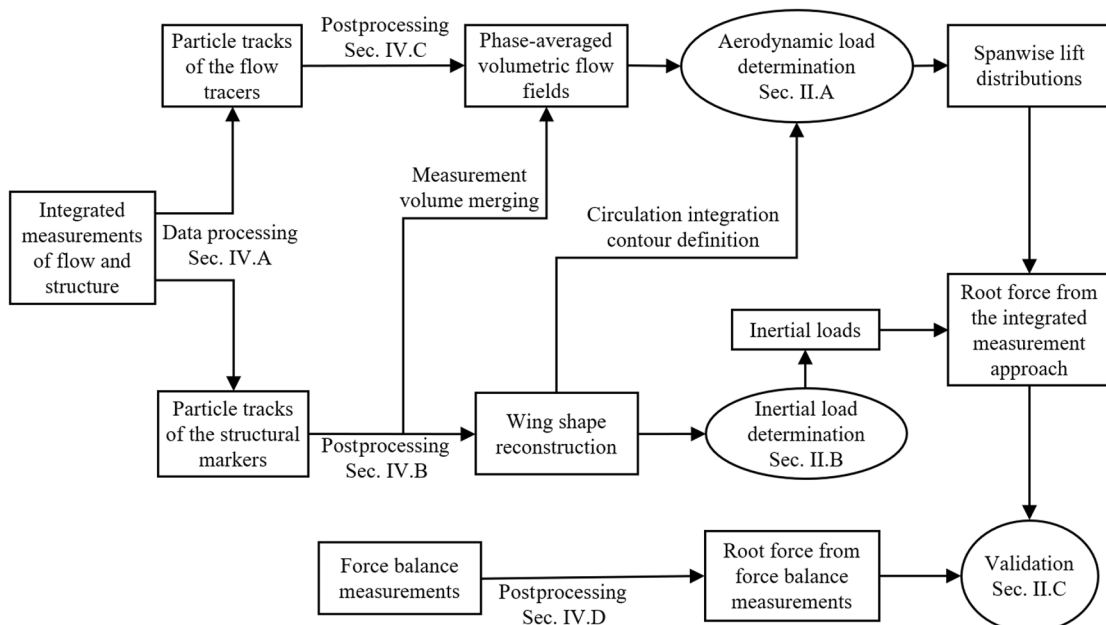 Particle tracks
of the flow
tracers
Postprocessing
Sec. IV.C
Phase-averaged
volumetric flow
fields
Aerodynamic load
determination
Sec. II.A
Spanwise lift
distributions
Measurement
volume merging
Circulation integration
contour definition
Integrated
measurements
of flow and
structure
Data processing
Sec. IV.A
Inertial loads
Root force from
the integrated
measurement
approach
Particle tracks
of the structural
markers
Postprocessing
Sec. IV.B
Wing shape
reconstruction
Inertial load
determination
Sec. II.B
Force balance
measurements
Postprocessing
Sec. IV.D
Root force from
force balance
measurements
Validation
Sec. II.C